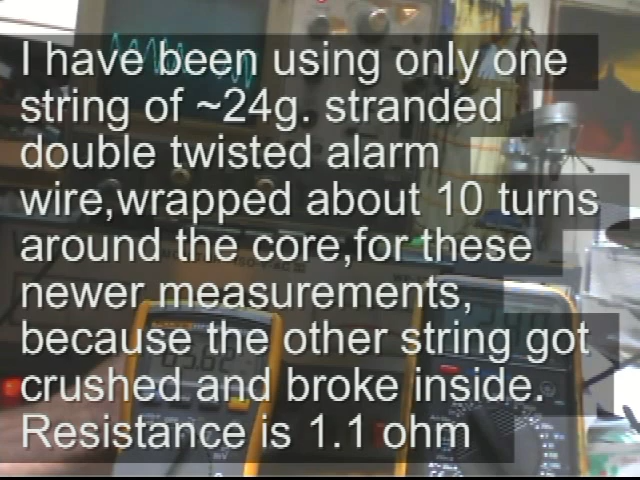 I have been using only one
string of ~24g. stranded
double twisted alarm
wire,wrapped about 10 turns
around the core,for these
newer measurements,
because the other string got
crushed and broke inside.
Resistance is 1.1 ohm